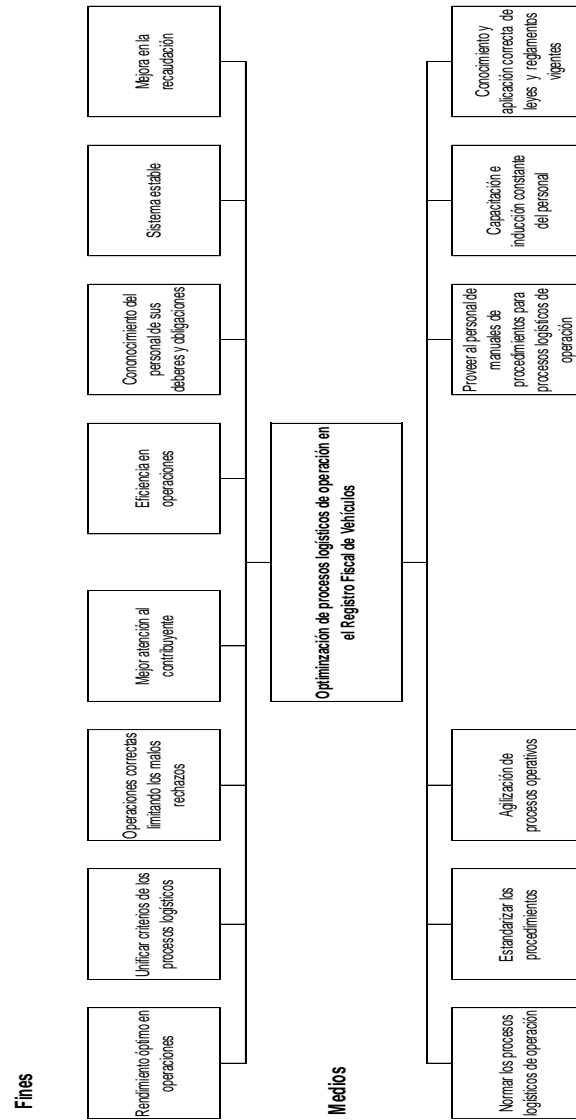 Fines
Rendimiento óptimo en
operaciones
Unificar criterios de los
procesos logísticos
Operaciones correctas
limitando los malos
rechazos
Mejor atención al
contribuyente
Eficiencia en
operaciones
Cononocimiento del
personal de sus
deberes y obligaciones
Sistema estable
Mejora en la
recaudación
Optiminzación de procesos logísticos de operación en
el Registro Fiscal de Vehículos
Medios
Normar los procesos
logísticos de operación
Estandarizar los
procedimientos
Agilización de
procesos operativos
Proveer al personal de
manuales de
procedimientos para
procesos logísticos de
operación
Capacitación e
inducción constante
del personal
Conocimiento y
aplicación correcta de
leyes y reglamentos
vigentes